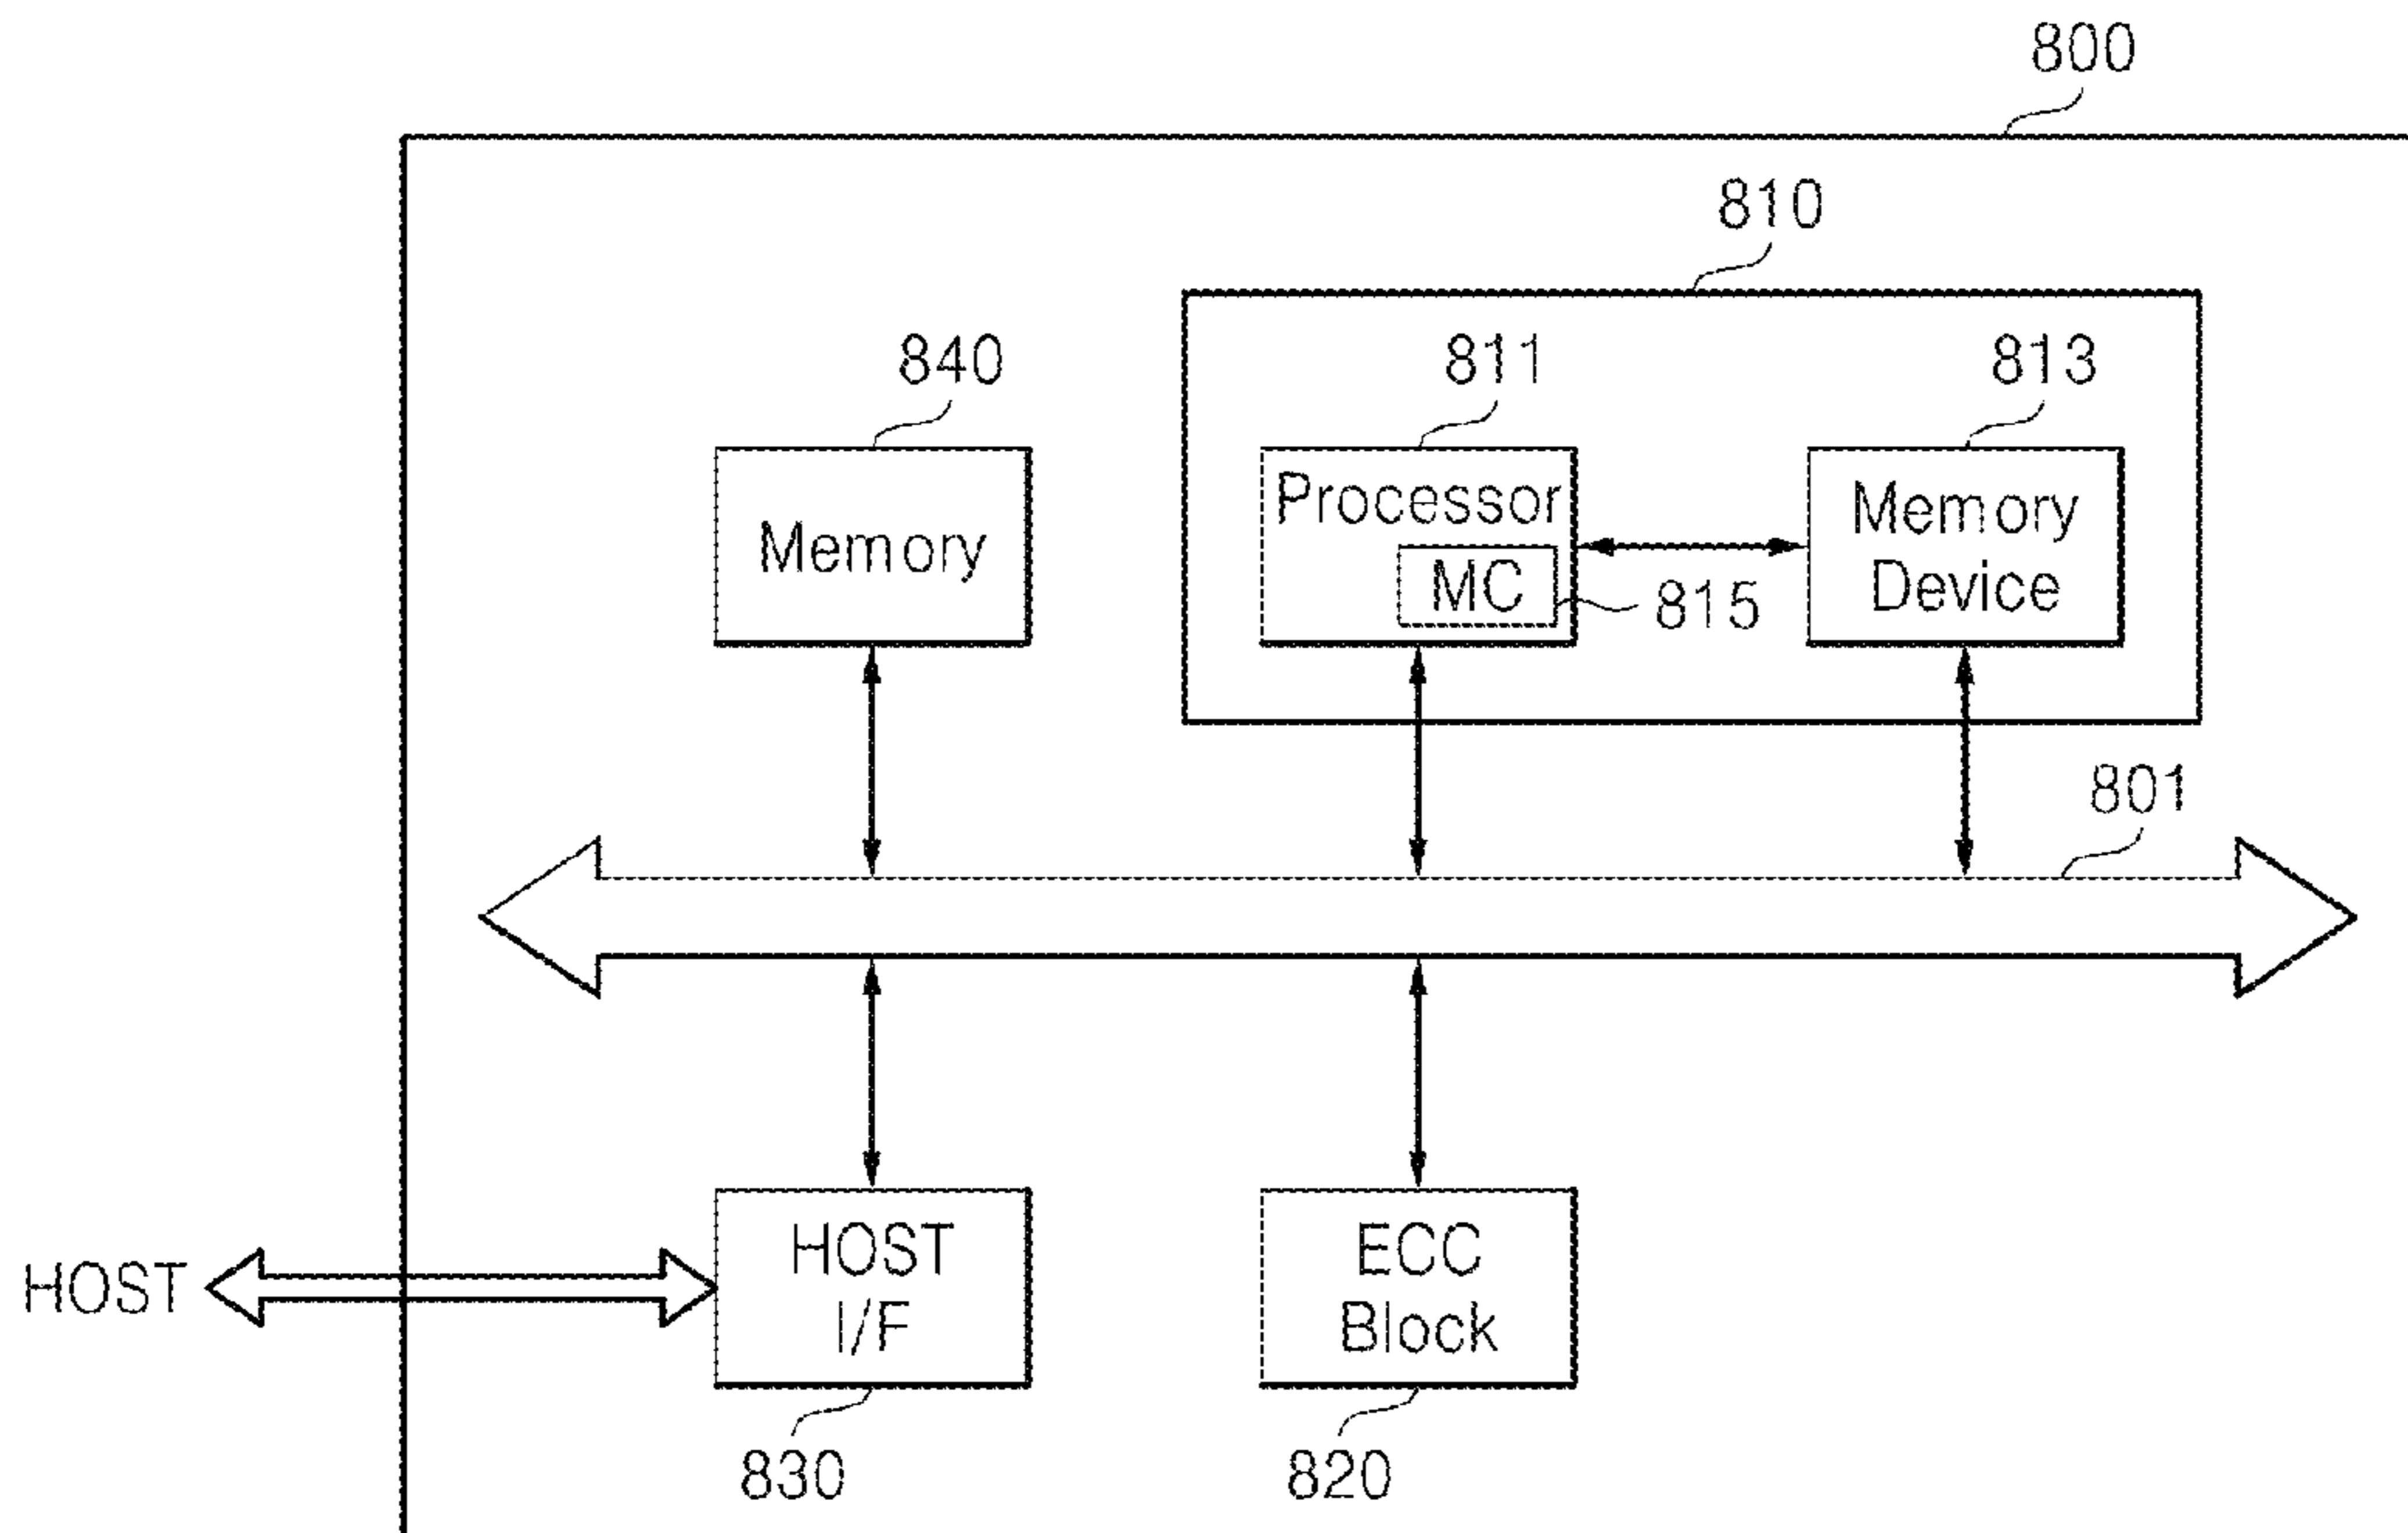 800
810
840
811
813
Processor
Memory
Memory
Device
MC
815
801
HOST
HOST
I/F
ECC
Block
830
820